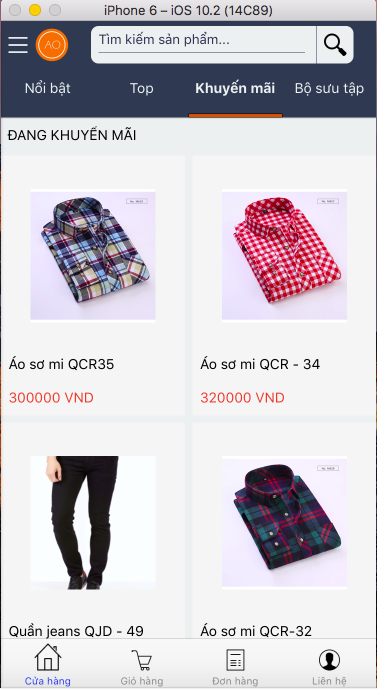 iPhone 6 – iOS 10.2 (14C89)
AO
Tìm kiếm sản phẩm...
Nổi bật
Top
Khuyến mãi
Bộ sưu tập
ĐANG KHUYẾN MÃI
Áo sơ mi QCR35
300000 VND
Áo sơ mi QCR - 34
320000 VND
Quần jeans QJD - 49
Áo sơ mi QCR-32
Cửa hàng
Giỏ hàng
Đơn hàng
Liên hệ